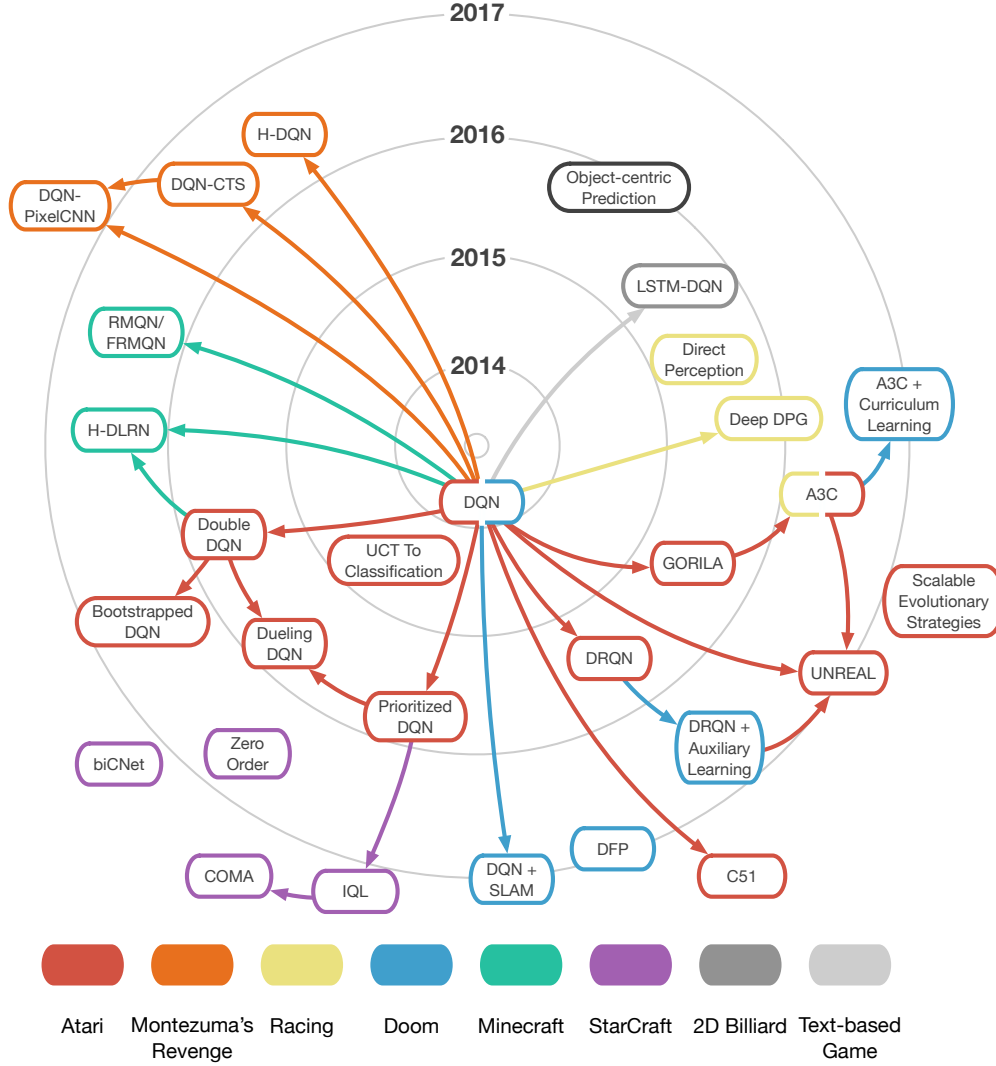 2017
H-DQN
2016
DQN-CTS
Object-centric
Prediction
DQN-
PixelCNN
2015
LSTM-DQN
RMQN/
FRMQN
Direct
Perception
2014
A3C +
Curriculum
Learning
H-DLRN
Deep DPG
DQN
A3C
Double
DQN
UCT To
Classification
GORILA
Scalable
Evolutionary
Strategies
Bootstrapped
DQN
Dueling
DQN
DRQN
UNREAL
Prioritized
DQN
DRQN +
Auxiliary
Learning
biCNet
Zero
Order
DFP
COMA
IQL
DQN +
SLAM
C51
Atari
Montezuma's
Revenge
Racing
Doom
Minecraft
StarCraft
2D Billiard
Text-based
Game